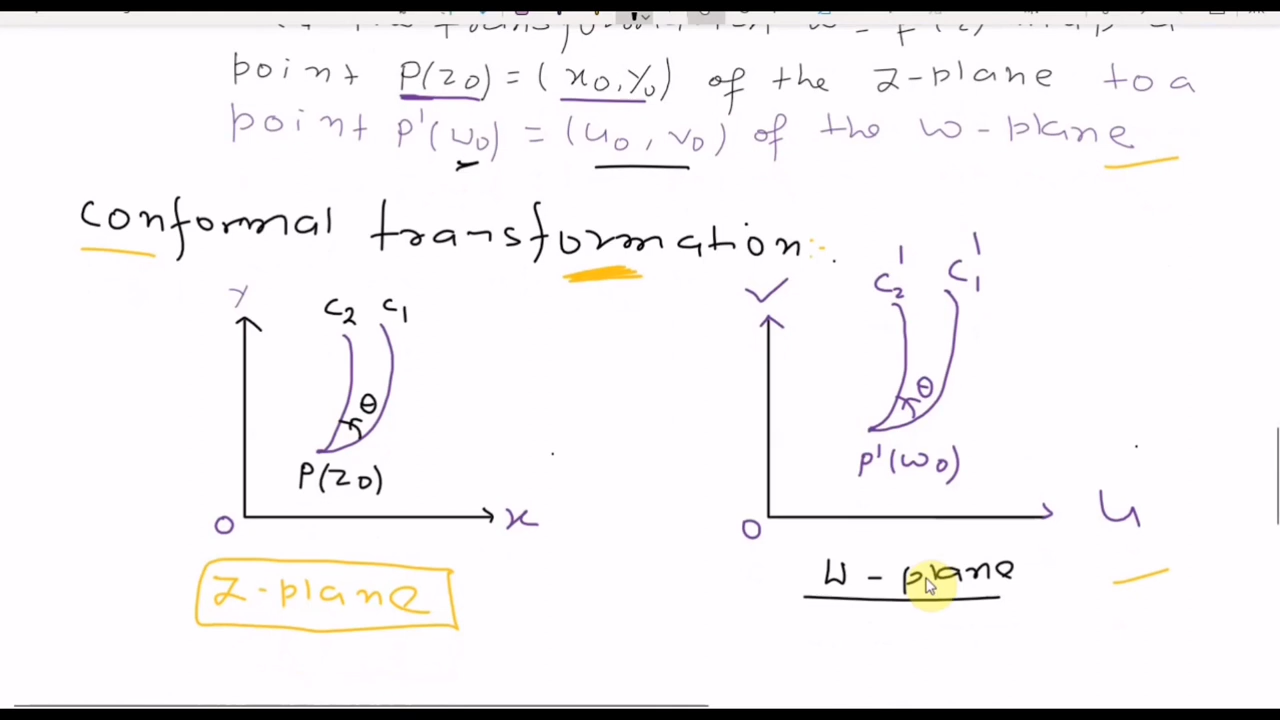 point P(z0) = (x0, y0) of the z-plane to a
point p'(w0) = (u0, v0) of the w-plane
conformal transformation:
Y
c2 c1
θ
P(z0)
O
x
z-plane
V
c2' c1'
θ
p'(w0)
O
u
W-plane